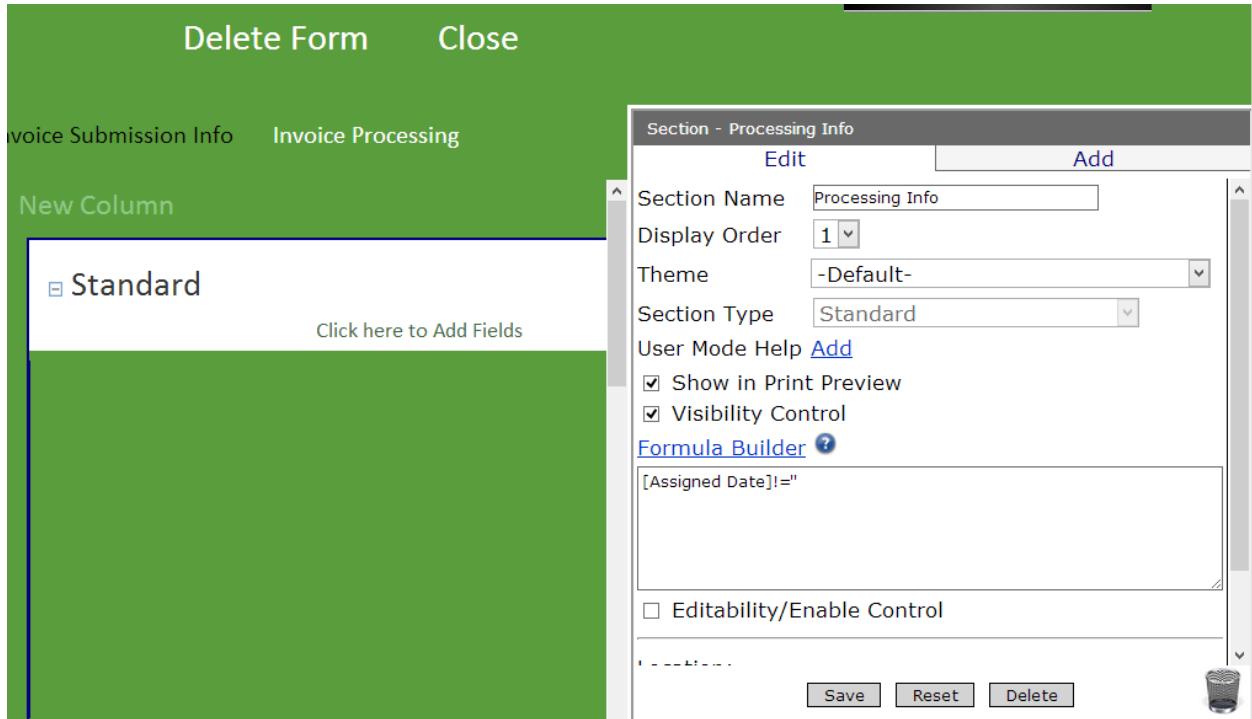 Delete Form Close
nvoice Submission Info Invoice Processing
New Column
Standard
Click here to Add Fields
Section - Processing Info
Edit Add
Section Name Processing Info
Display Order 1
Theme -Default-
Section Type Standard
User Mode Help Add
Show in Print Preview
Visibility Control
Formula Builder ?
[Assigned Date]!=''
Editability/Enable Control
Save Reset Delete